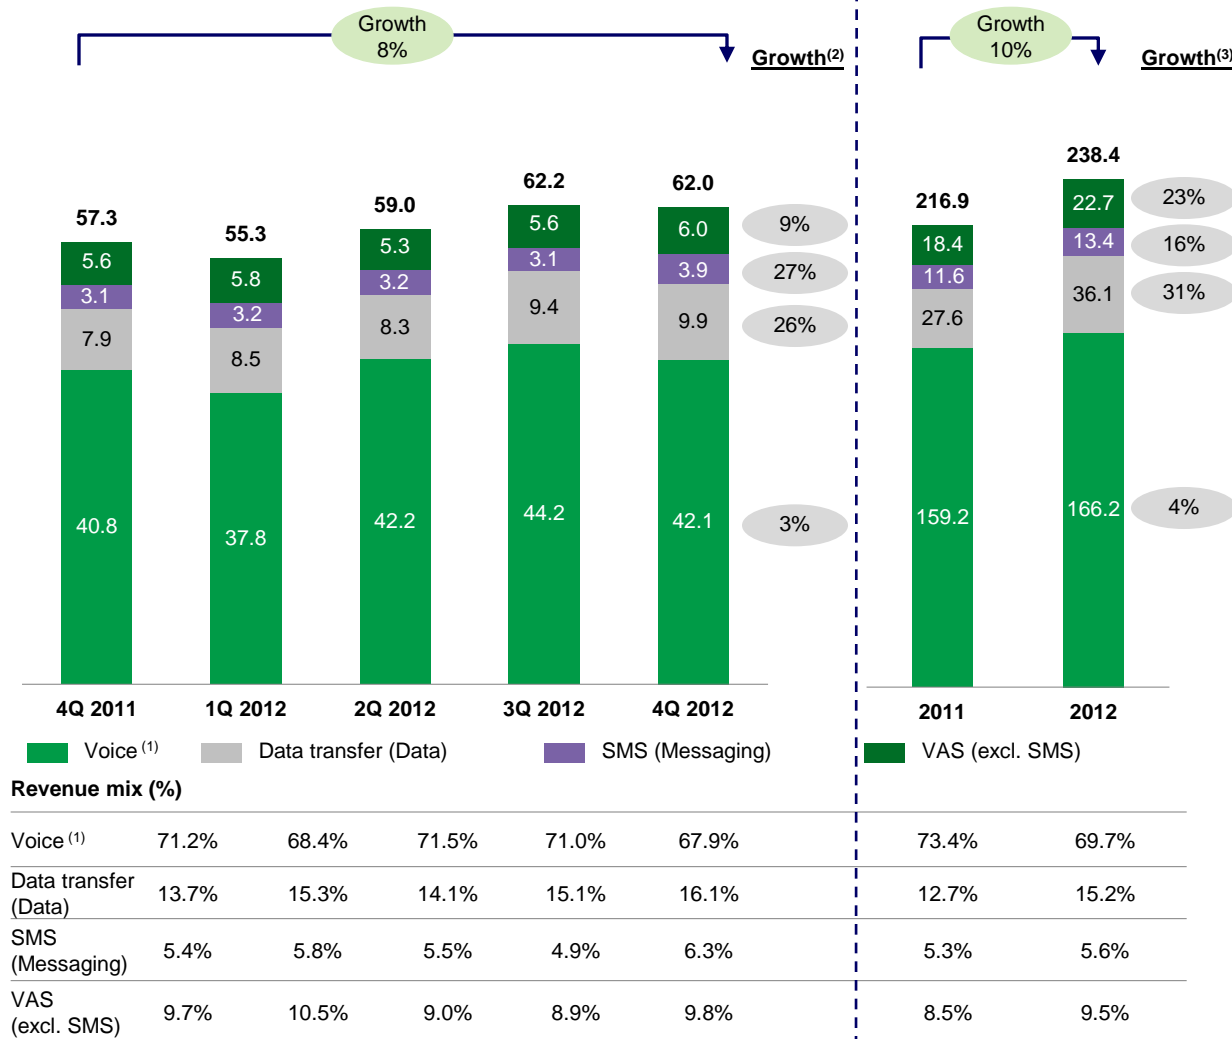 Growth
8%
Growth(2)
Growth
10%
Growth(3)
57.3
55.3
59.0
62.2
62.0
216.9
238.4
5.6
5.8
5.3
5.6
6.0
9%
18.4
22.7
23%
3.1
3.2
3.2
3.1
3.9
27%
11.6
13.4
16%
7.9
8.5
8.3
9.4
9.9
26%
27.6
36.1
31%
40.8
37.8
42.2
44.2
42.1
3%
159.2
166.2
4%
4Q 2011
1Q 2012
2Q 2012
3Q 2012
4Q 2012
2011
2012
Voice (1)
Data transfer (Data)
SMS (Messaging)
VAS (excl. SMS)
Revenue mix (%)
Voice (1) 71.2% 68.4% 71.5% 71.0% 67.9% 73.4% 69.7%
Data transfer
(Data) 13.7% 15.3% 14.1% 15.1% 16.1% 12.7% 15.2%
SMS
(Messaging) 5.4% 5.8% 5.5% 4.9% 6.3% 5.3% 5.6%
VAS
(excl. SMS) 9.7% 10.5% 9.0% 8.9% 9.8% 8.5% 9.5%